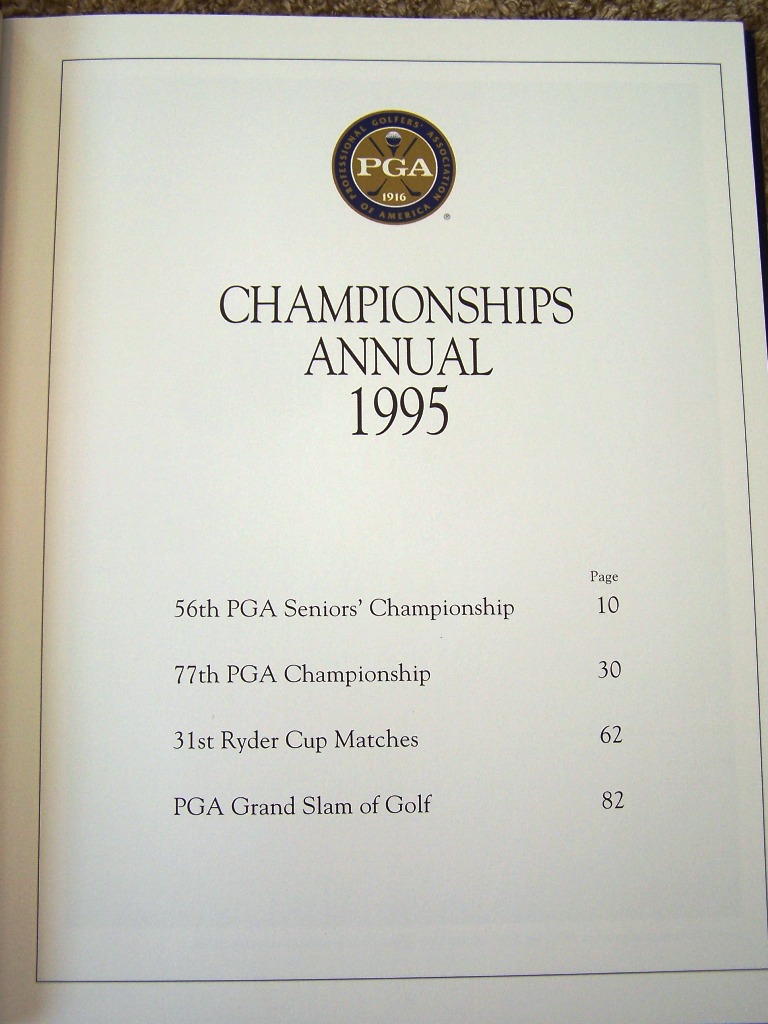 PROFESSIONAL GOLFERS' ASSOCIATION
OF AMERICA
PGA
1916
®
CHAMPIONSHIPS
ANNUAL
1995
Page
56th PGA Seniors' Championship 10
77th PGA Championship 30
31st Ryder Cup Matches 62
PGA Grand Slam of Golf 82